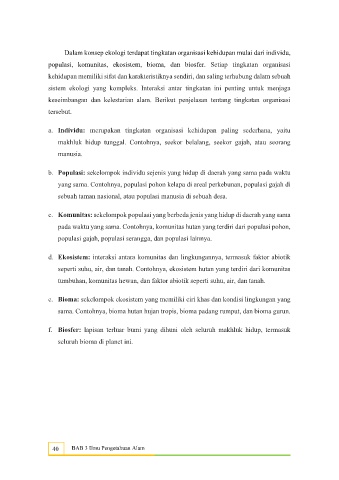 Dalam konsep ekologi terdapat tingkatan organisasi kehidupan mulai dari individu,
populasi, komunitas, ekosistem, bioma, dan biosfer. Setiap tingkatan organisasi
kehidupan memiliki sifat dan karakteristiknya sendiri, dan saling terhubung dalam sebuah
sistem ekologi yang kompleks. Interaksi antar tingkatan ini penting untuk menjaga
keseimbangan dan kelestarian alam. Berikut penjelasan tentang tingkatan organisasi
tersebut.
a. Individu: merupakan tingkatan organisasi kehidupan paling sederhana, yaitu
makhluk hidup tunggal. Contohnya, seekor belalang, seekor gajah, atau seorang
manusia.
b. Populasi: sekelompok individu sejenis yang hidup di daerah yang sama pada waktu
yang sama. Contohnya, populasi pohon kelapa di areal perkebunan, populasi gajah di
sebuah taman nasional, atau populasi manusia di sebuah desa.
c. Komunitas: sekelompok populasi yang berbeda jenis yang hidup di daerah yang sama
pada waktu yang sama. Contohnya, komunitas hutan yang terdiri dari populasi pohon,
populasi gajah, populasi serangga, dan populasi lainnya.
d. Ekosistem: interaksi antara komunitas dan lingkungannya, termasuk faktor abiotik
seperti suhu, air, dan tanah. Contohnya, ekosistem hutan yang terdiri dari komunitas
tumbuhan, komunitas hewan, dan faktor abiotik seperti suhu, air, dan tanah.
e. Bioma: sekelompok ekosistem yang memiliki ciri khas dan kondisi lingkungan yang
sama. Contohnya, bioma hutan hujan tropis, bioma padang rumput, dan bioma gurun.
f. Biosfer: lapisan terluar bumi yang dihuni oleh seluruh makhluk hidup, termasuk
seluruh bioma di planet ini.
40 BAB 3 Ilmu Pengetahuan Alam